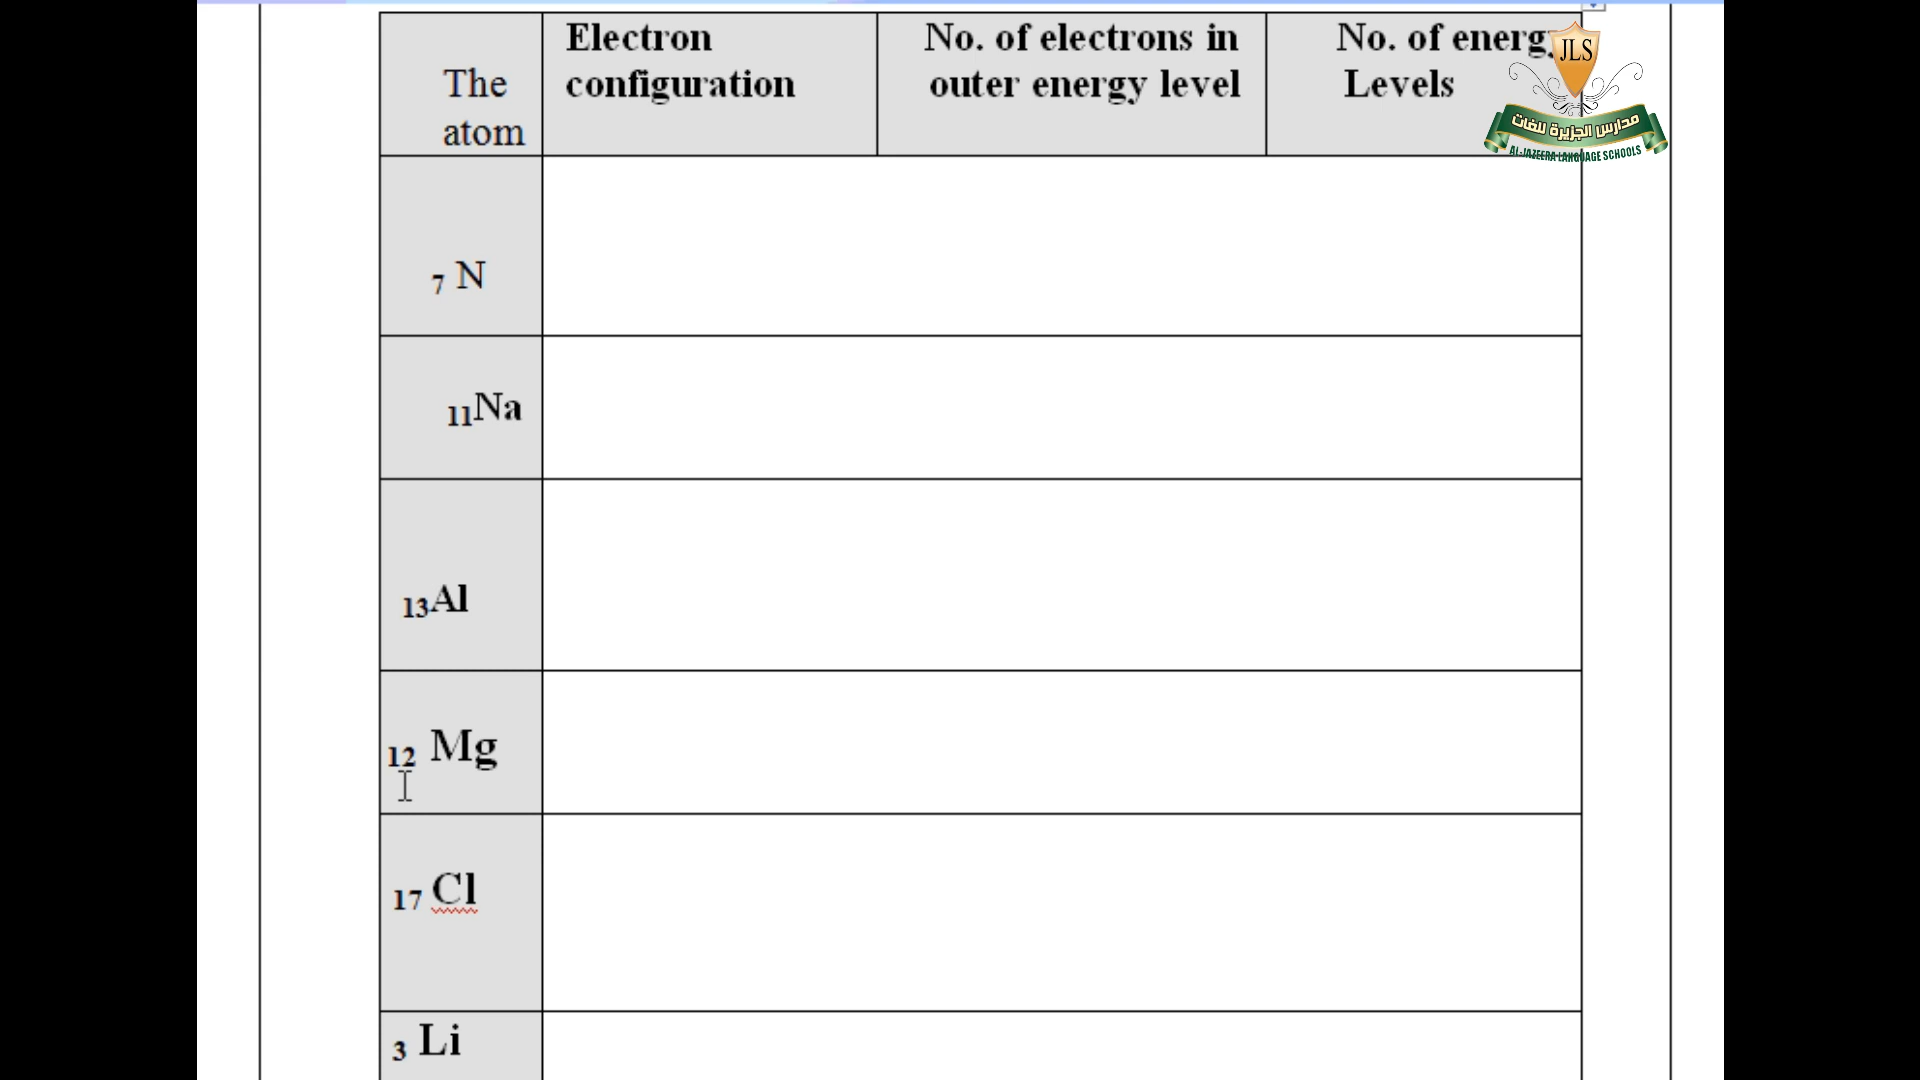 The
atom
Electron
configuration
No. of electrons in
outer energy level
No. of energy
Levels
JLS
مدارس الجزيرة للغات
AL-JAZEERA LANGUAGE SCHOOLS
7 N
11Na
13Al
12 Mg
17 Cl
3 Li